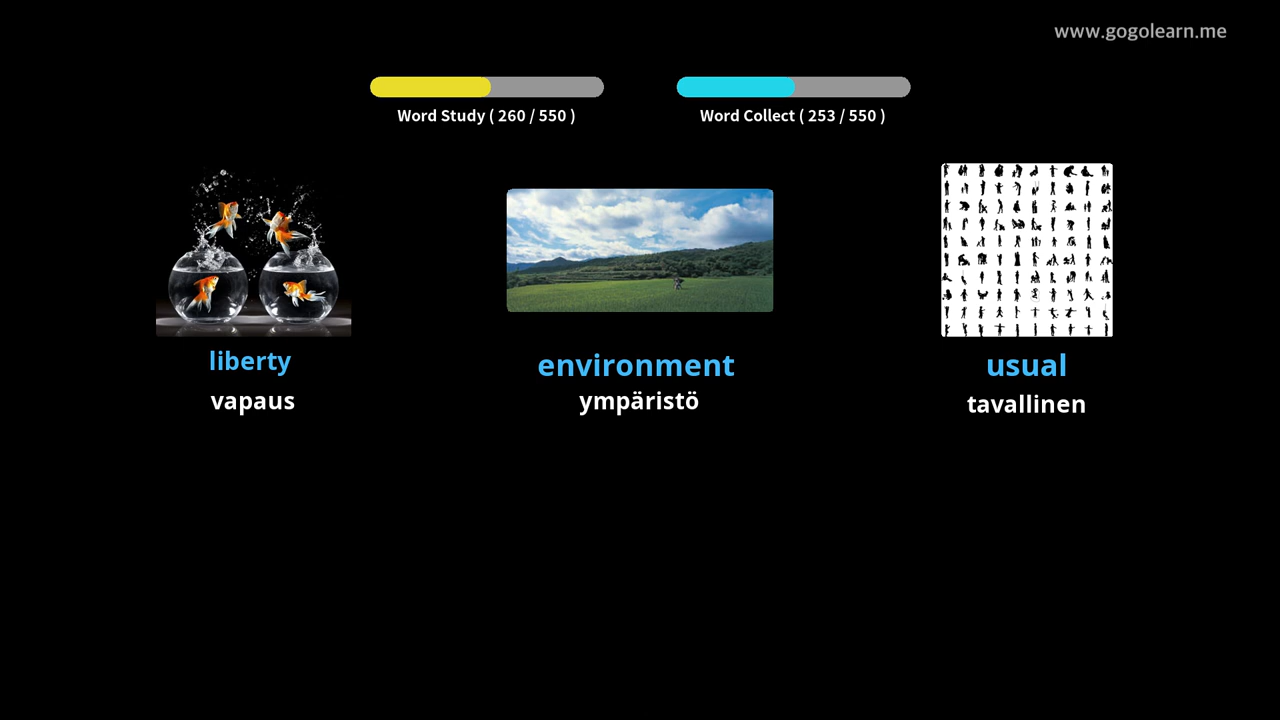 www.gogolearn.me
Word Study ( 260 / 550 )
Word Collect ( 253 / 550 )
liberty
vapaus
environment
ympäristö
usual
tavallinen